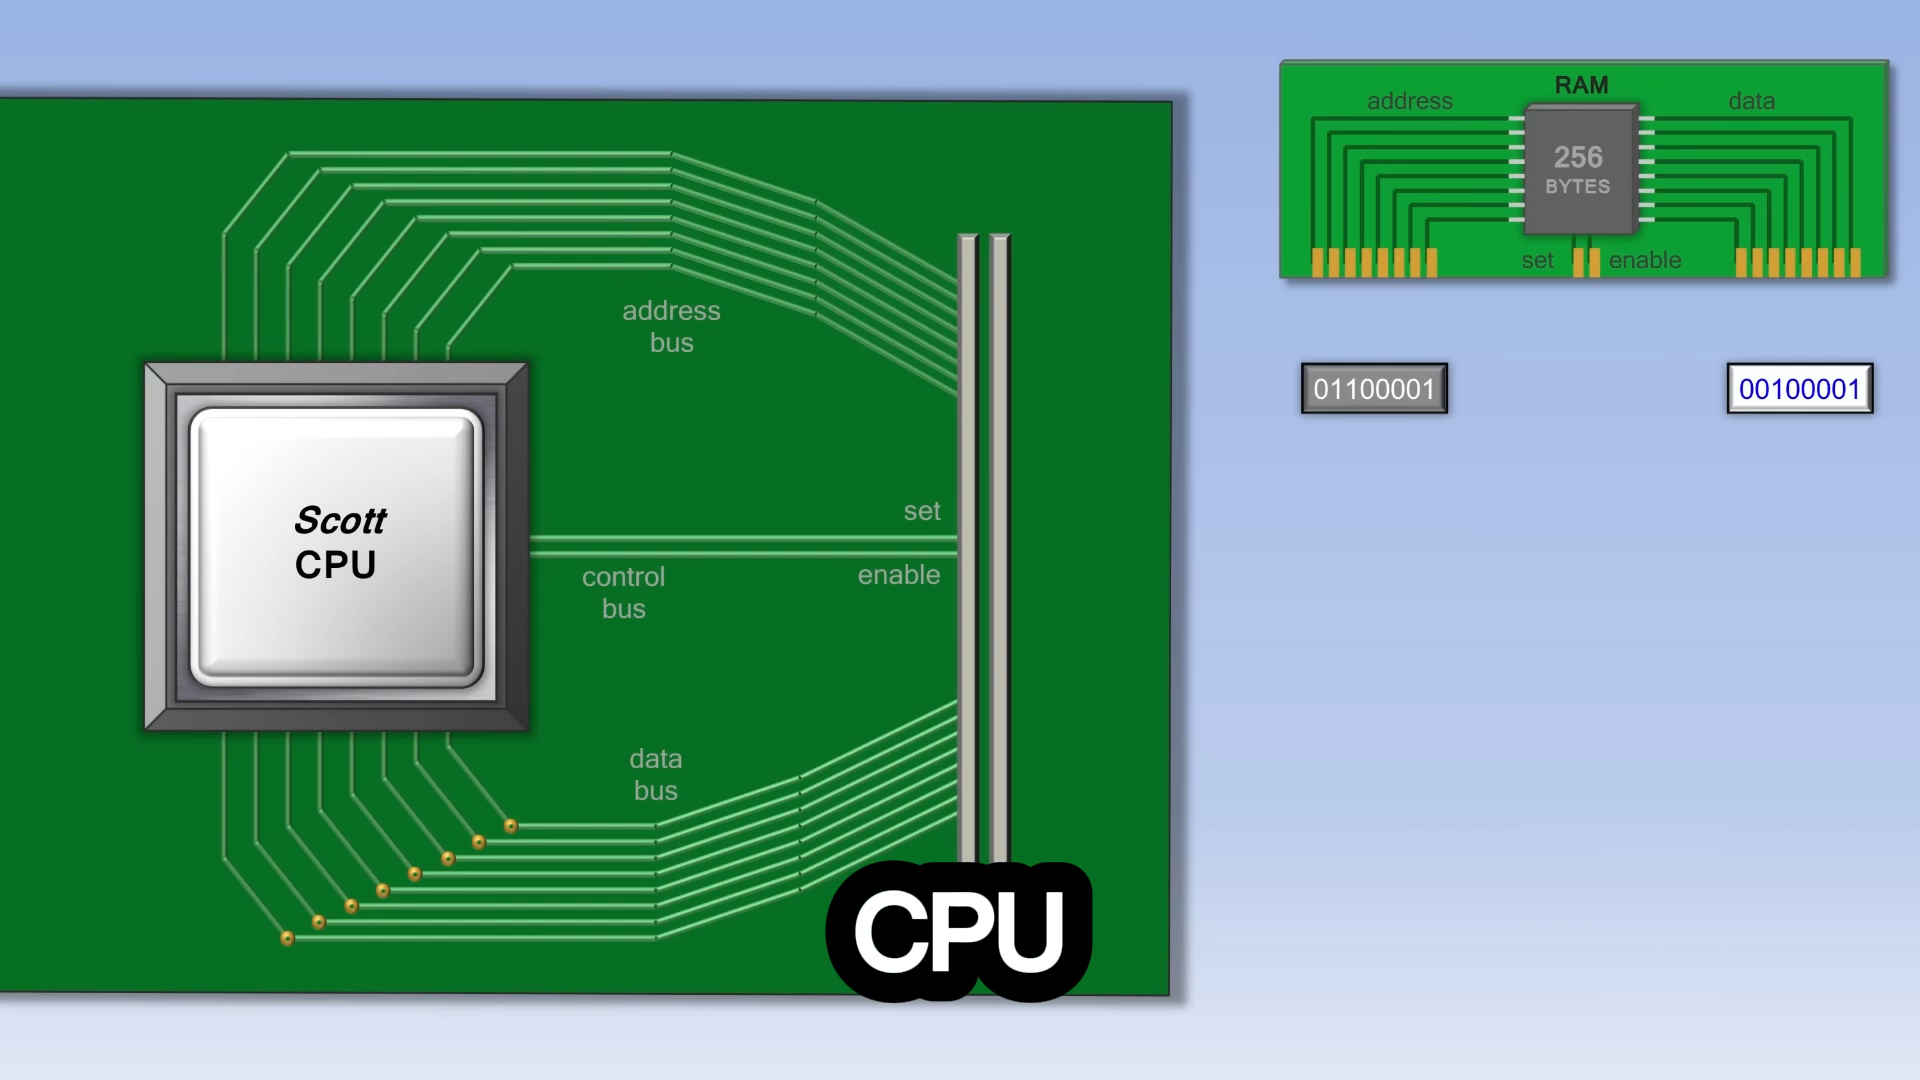 RAM
address
data
256
BYTES
set
enable
01100001
00100001
address
bus
Scott
CPU
set
control
bus
enable
data
bus
CPU